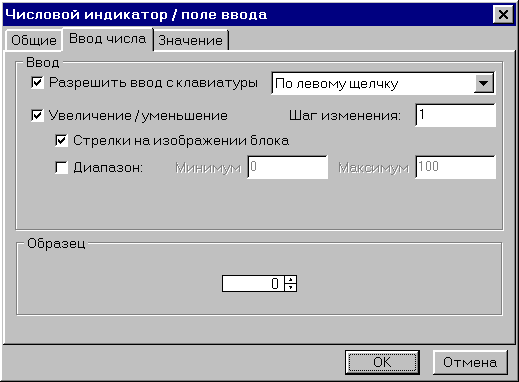 Числовой индикатор / поле ввода
Общие Ввод числа Значение
Ввод
Разрешить ввод с клавиатуры По левому щелчку
Увеличение / уменьшение Шаг изменения: 1
Стрелки на изображении блока
Диапазон: Минимум 0 Максимум 100
Образец
0
OK Отмена